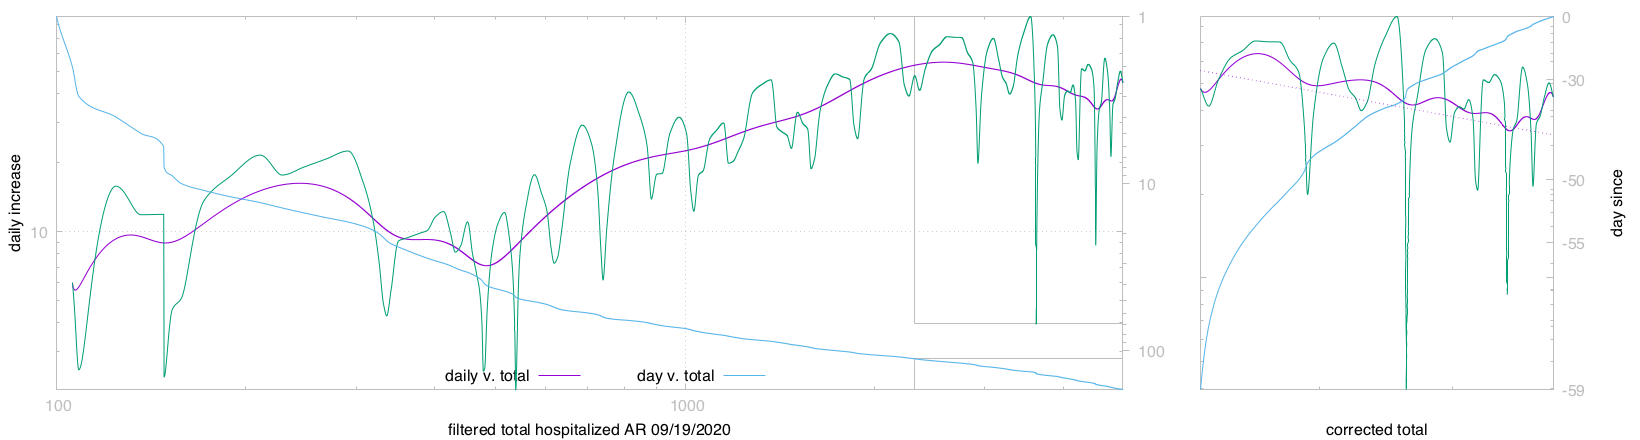 1
0
-30
10
10
-50
-55
100
-59
daily increase
day since
daily v. total
day v. total
100
1000
filtered total hospitalized AR 09/19/2020
corrected total